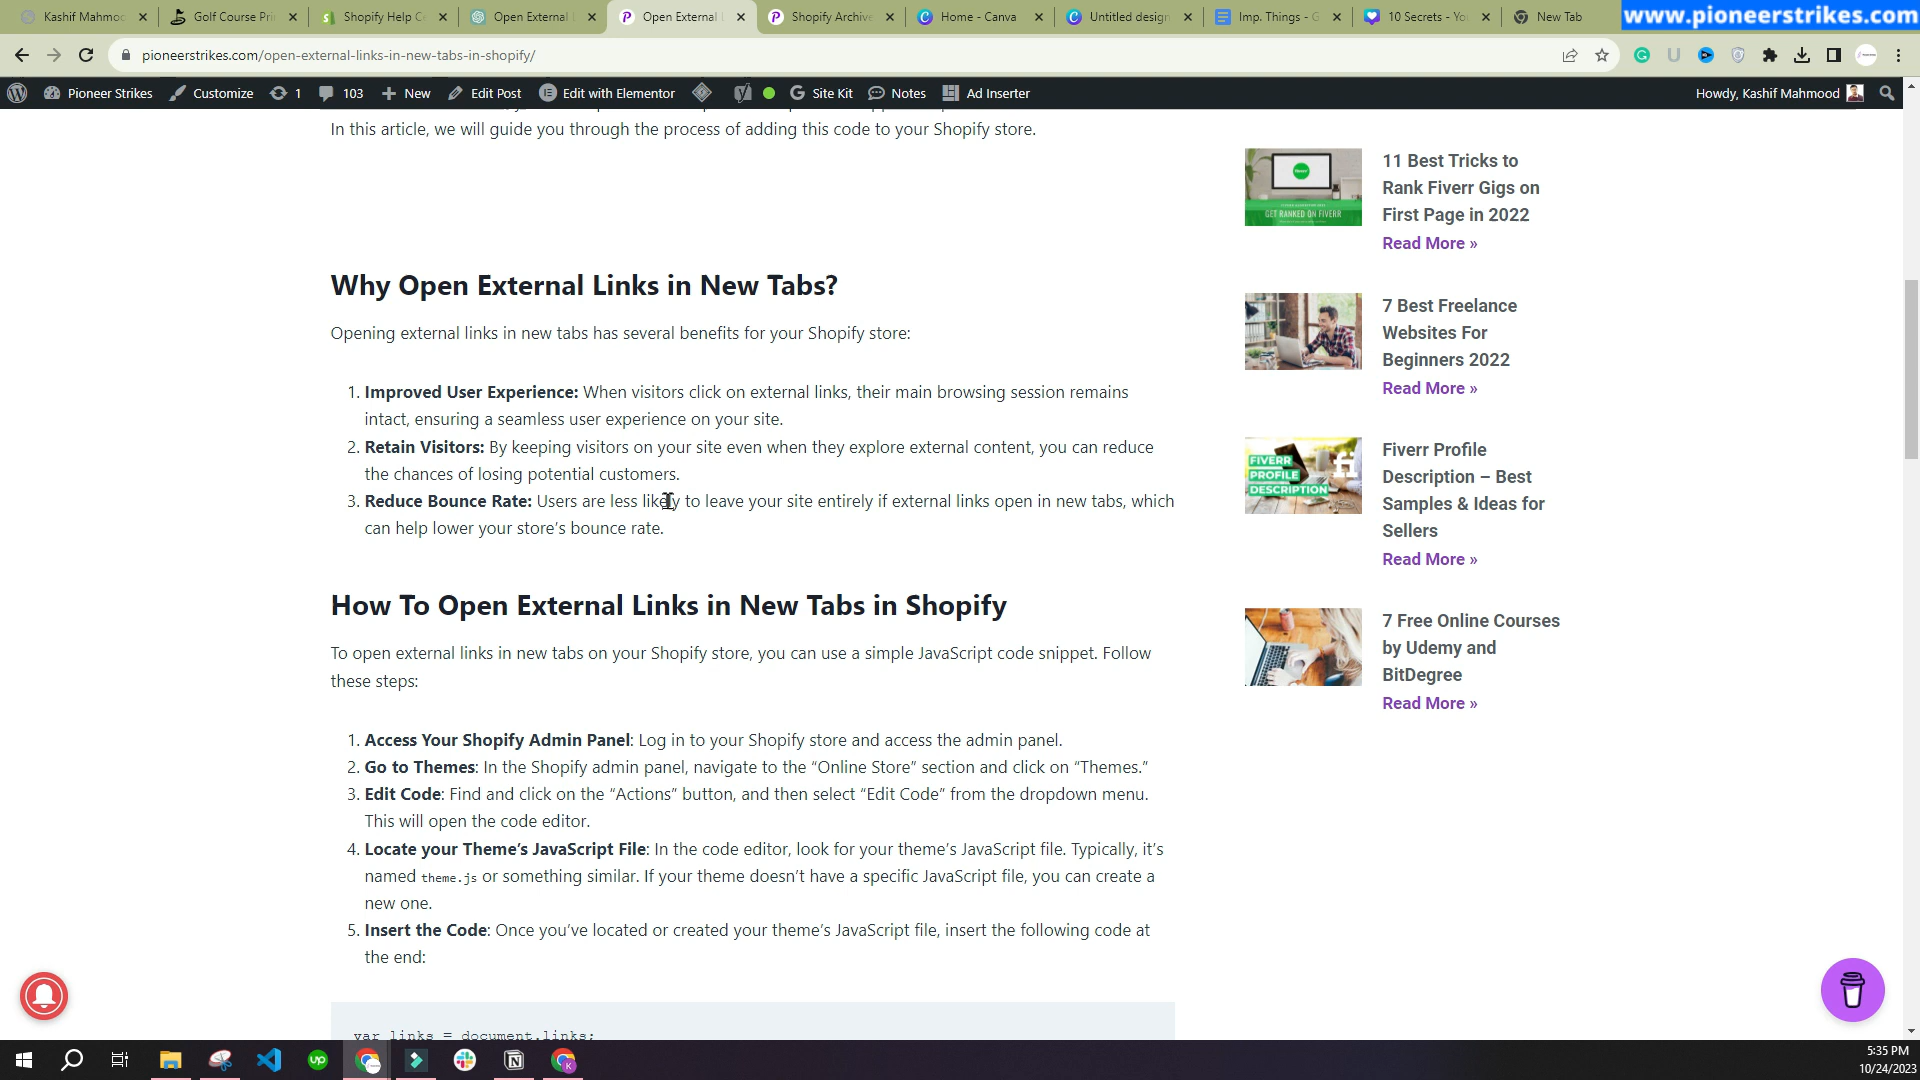 Kashif Mahmoo
Golf Course Pri
Shopify Help Ce
Open External
Open External
Shopify Archive
Home - Canva
Untitled design
Imp. Things - G
10 Secrets - Yo
New Tab
www.pioneerstrikes.com
pioneerstrikes.com/open-external-links-in-new-tabs-in-shopify/
Pioneer Strikes
Customize
1
103
New
Edit Post
Edit with Elementor
Site Kit
Notes
Ad Inserter
Howdy, Kashif Mahmood
In this article, we will guide you through the process of adding this code to your Shopify store.
Why Open External Links in New Tabs?
Opening external links in new tabs has several benefits for your Shopify store:
1. Improved User Experience: When visitors click on external links, their main browsing session remains
intact, ensuring a seamless user experience on your site.
2. Retain Visitors: By keeping visitors on your site even when they explore external content, you can reduce
the chances of losing potential customers.
3. Reduce Bounce Rate: Users are less likely to leave your site entirely if external links open in new tabs, which
can help lower your store’s bounce rate.
How To Open External Links in New Tabs in Shopify
To open external links in new tabs on your Shopify store, you can use a simple JavaScript code snippet. Follow
these steps:
1. Access Your Shopify Admin Panel: Log in to your Shopify store and access the admin panel.
2. Go to Themes: In the Shopify admin panel, navigate to the “Online Store” section and click on “Themes.”
3. Edit Code: Find and click on the “Actions” button, and then select “Edit Code” from the dropdown menu.
This will open the code editor.
4. Locate your Theme’s JavaScript File: In the code editor, look for your theme’s JavaScript file. Typically, it’s
named theme.js or something similar. If your theme doesn’t have a specific JavaScript file, you can create a
new one.
5. Insert the Code: Once you’ve located or created your theme’s JavaScript file, insert the following code at
the end:
var links = document.links;
GET RANKED ON FIVERR
11 Best Tricks to
Rank Fiverr Gigs on
First Page in 2022
Read More »
7 Best Freelance
Websites For
Beginners 2022
Read More »
FIVERR
PROFILE
DESCRIPTION
fi
Fiverr Profile
Description – Best
Samples & Ideas for
Sellers
Read More »
7 Free Online Courses
by Udemy and
BitDegree
Read More »
5:35 PM
10/24/2023